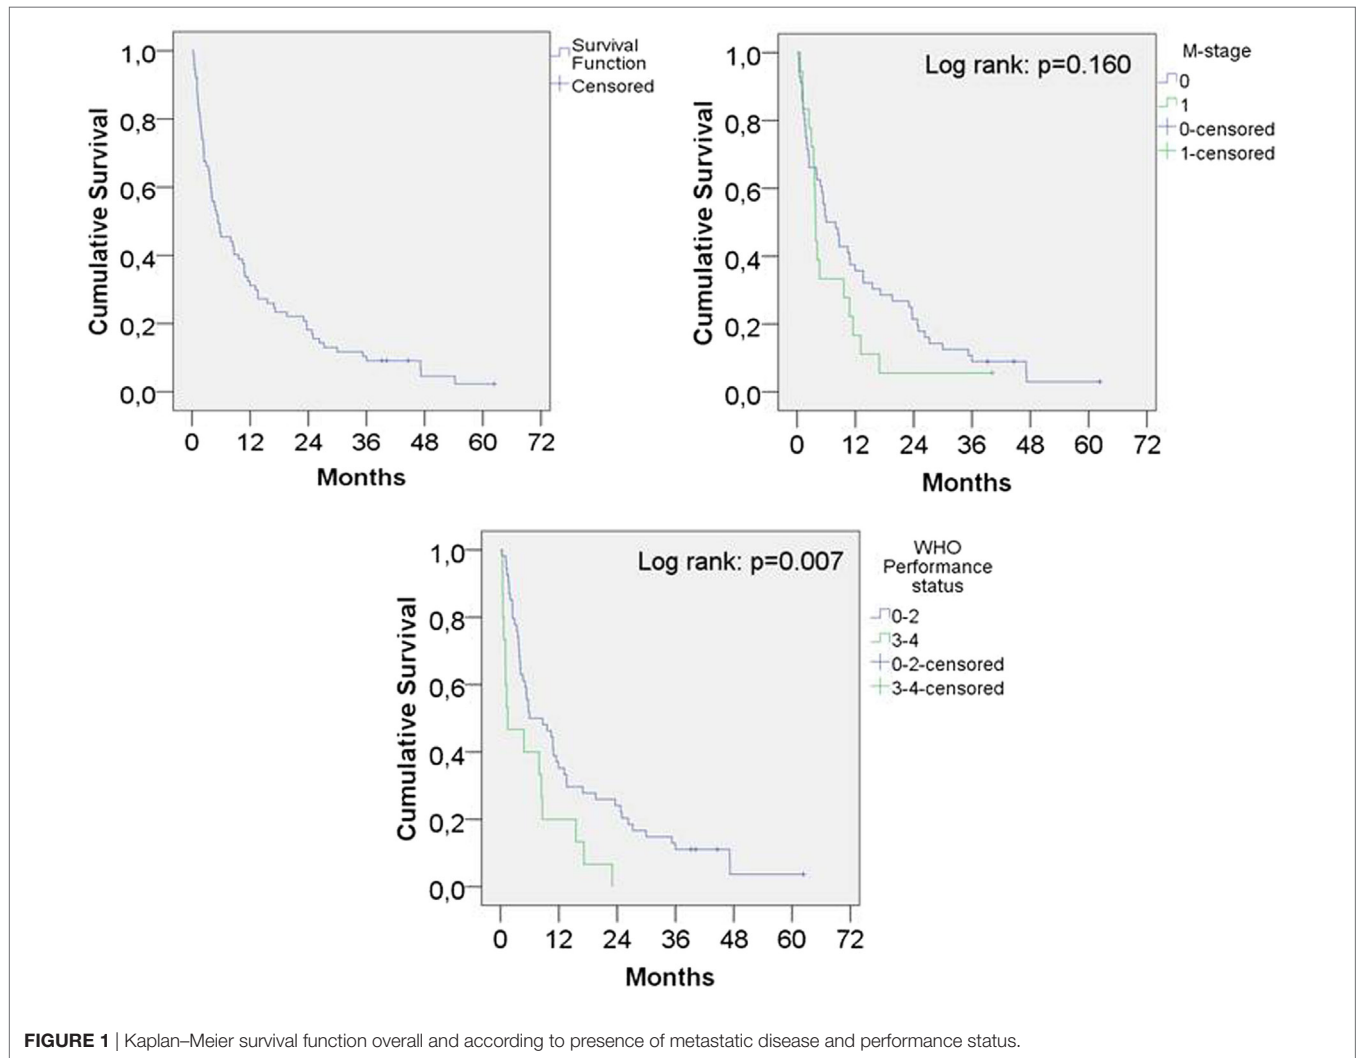 1,0
0,8
0,6
0,4
0,2
0,0
Cumulative Survival
0 12 24 36 48 60 72
Months
Survival
Function
Censored
1,0
0,8
0,6
0,4
0,2
0,0
Cumulative Survival
Log rank: p=0.160
0 12 24 36 48 60 72
Months
M-stage
0
1
0-censored
1-censored
1,0
0,8
0,6
0,4
0,2
0,0
Cumulative Survival
Log rank: p=0.007
0 12 24 36 48 60 72
Months
WHO
Performance
status
0-2
3-4
0-2-censored
3-4-censored
FIGURE 1 | Kaplan–Meier survival function overall and according to presence of metastatic disease and performance status.